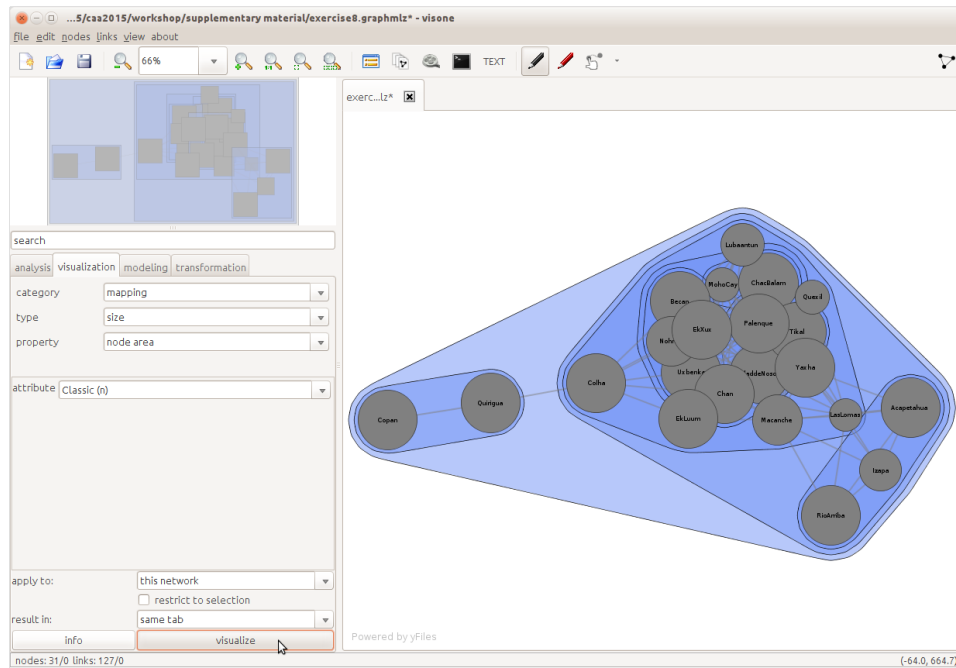 ...5/caa2015/workshop/supplementary material/exercise8.graphmlz* - visone
file edit nodes links view about
66% TEXT
exerc...lz*
search
analysis visualization modeling transformation
category mapping
type size
property node area
attribute Classic (n)
apply to: this network
restrict to selection
result in: same tab
info visualize
nodes: 31/0 links: 127/0 (-64.0, 664.7)
Lubaantun
MohoCay ChacBalam
Becan Quexil
EkXux Palenque Tikal
Nohm
Uxbenka Yaxha
Colha Chan
Copan Quirigua EkLuum Macanche LasLomas Acapetahua
Izapa
RioArriba
Powered by yFiles